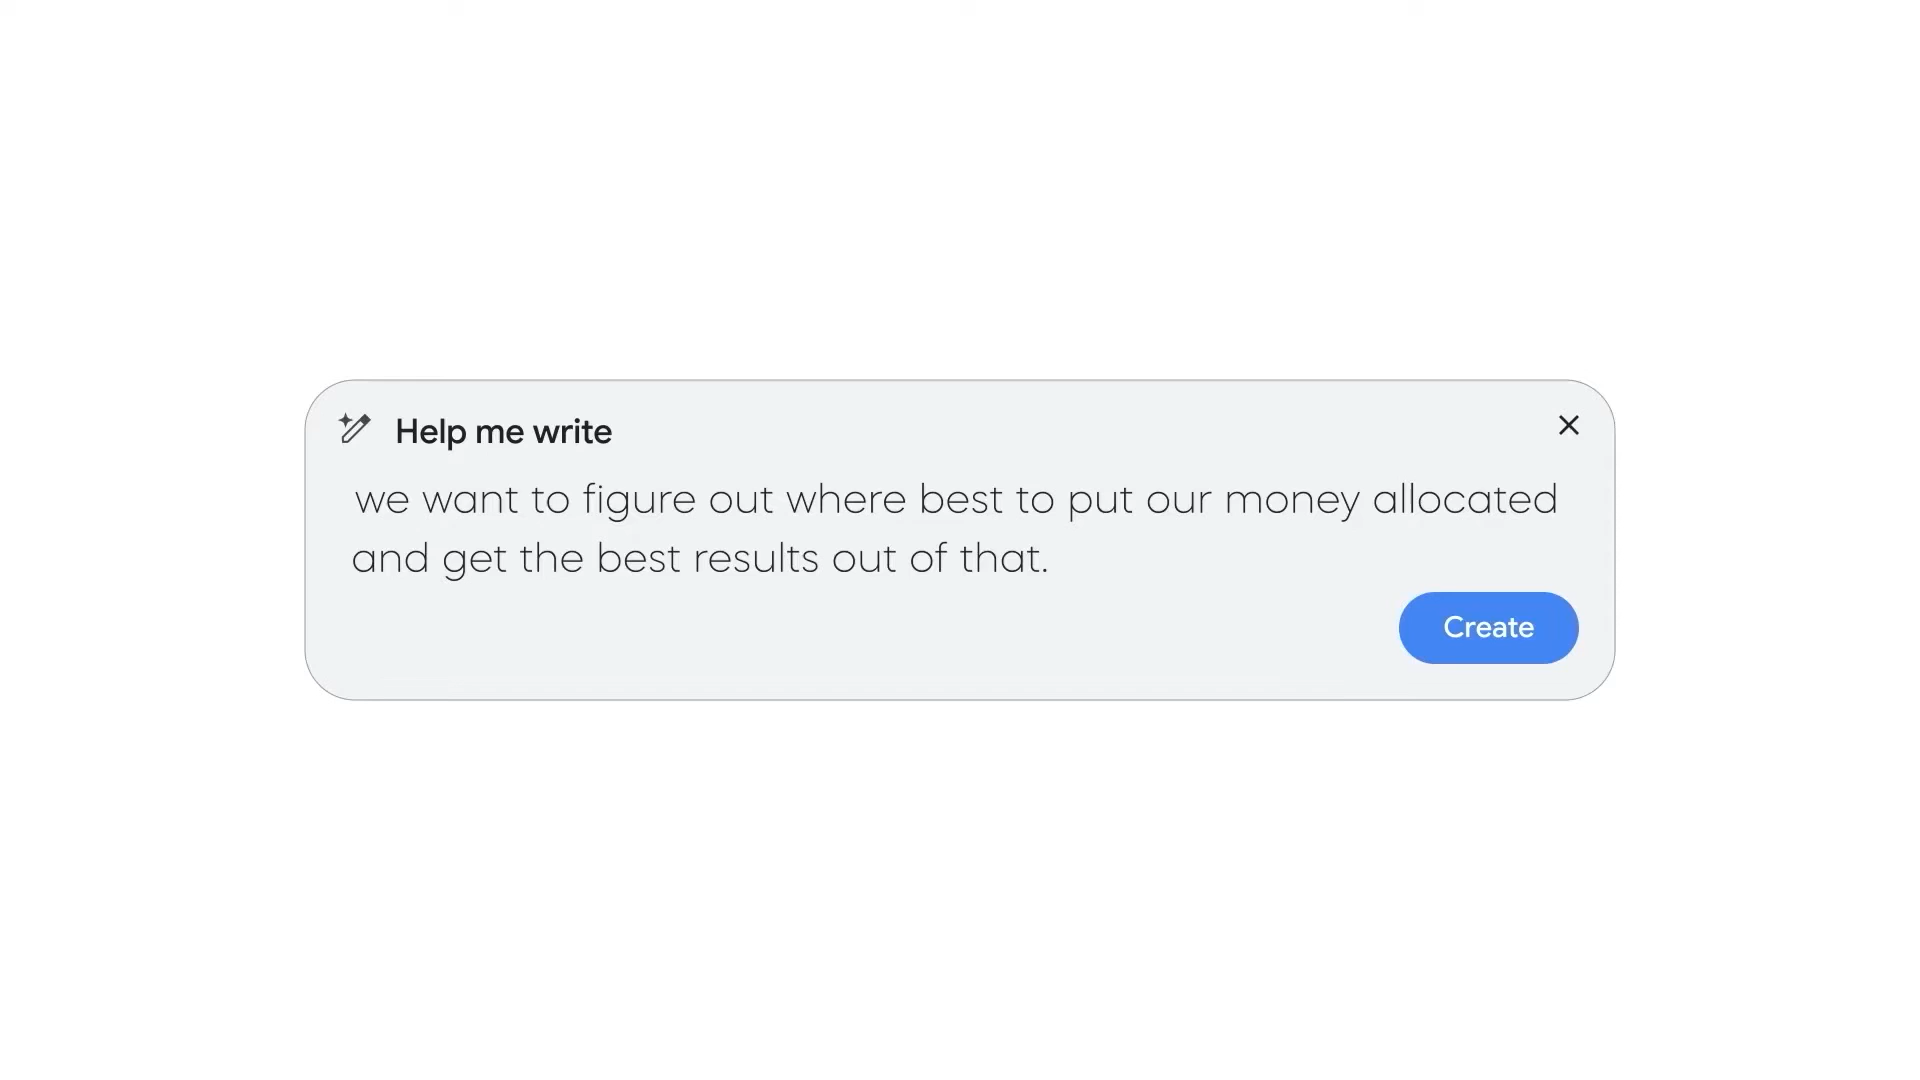 Help me write
we want to figure out where best to put our money allocated
and get the best results out of that.
Create